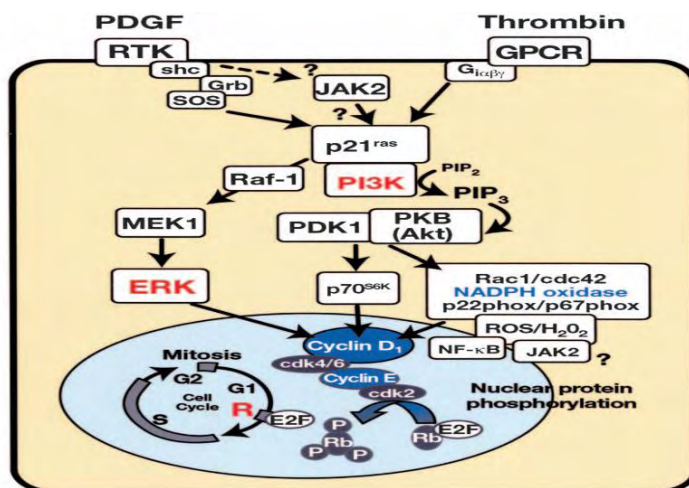 PDGF
Thrombin
RTK
GPCR
shc
?
Giαβγ
Grb
JAK2
SOS
?
p21ras
Raf-1
PI3K
PIP2
PIP3
MEK1
PDK1
PKB
(Akt)
ERK
p70S6K
Rac1/cdc42
NADPH oxidase
p22phox/p67phox
ROS/H202
Cyclin D1
NF-κB
JAK2
?
Mitosis
cdk4/6
G2
G1
Cyclin E
Nuclear protein
phosphorylation
Cell
Cycle
cdk2
S
R
E2F
P
Rb
P
P
Rb
E2F